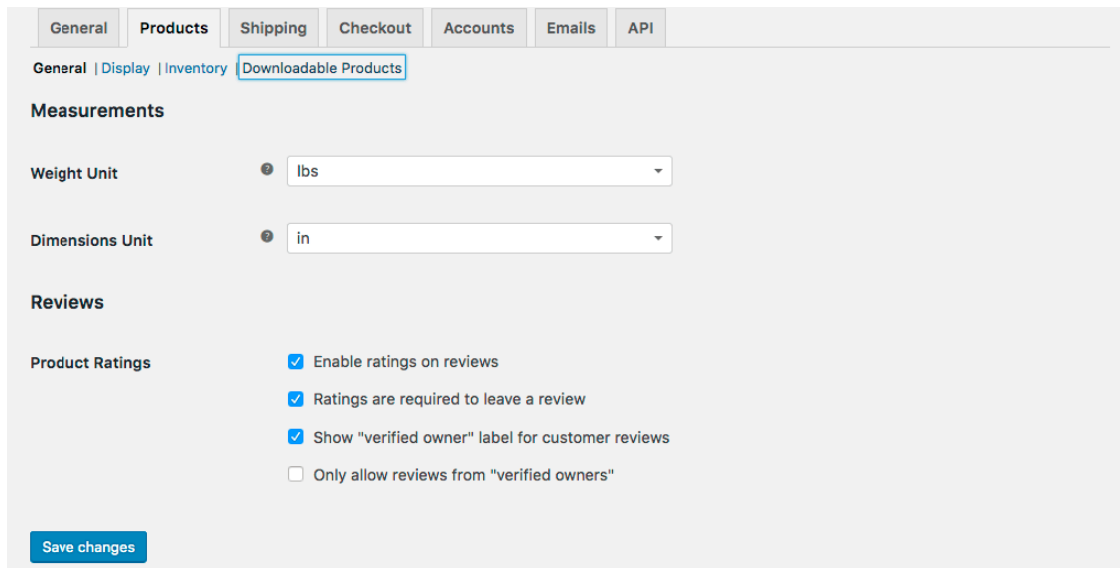 General Products Shipping Checkout Accounts Emails API
General | Display | Inventory | Downloadable Products
Measurements
Weight Unit ? lbs
Dimensions Unit ? in
Reviews
Product Ratings Enable ratings on reviews
Ratings are required to leave a review
Show "verified owner" label for customer reviews
Only allow reviews from "verified owners"
Save changes